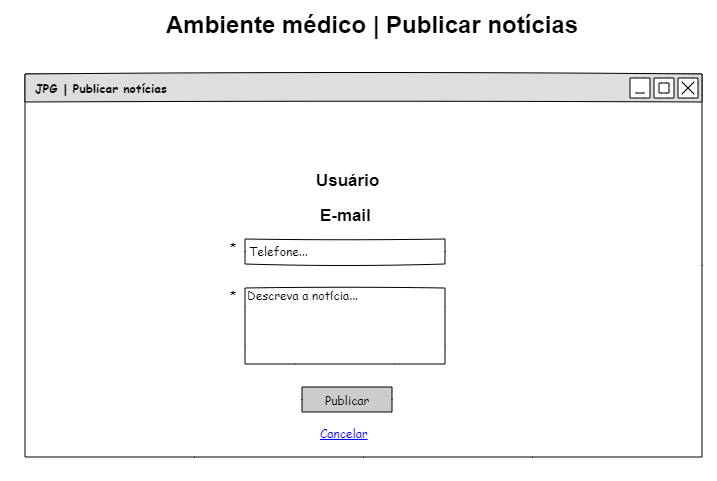 Ambiente médico | Publicar notícias
JPG | Publicar notícias
Usuário
E-mail
* Telefone...
* Descreva a notícia...
Publicar
Cancelar